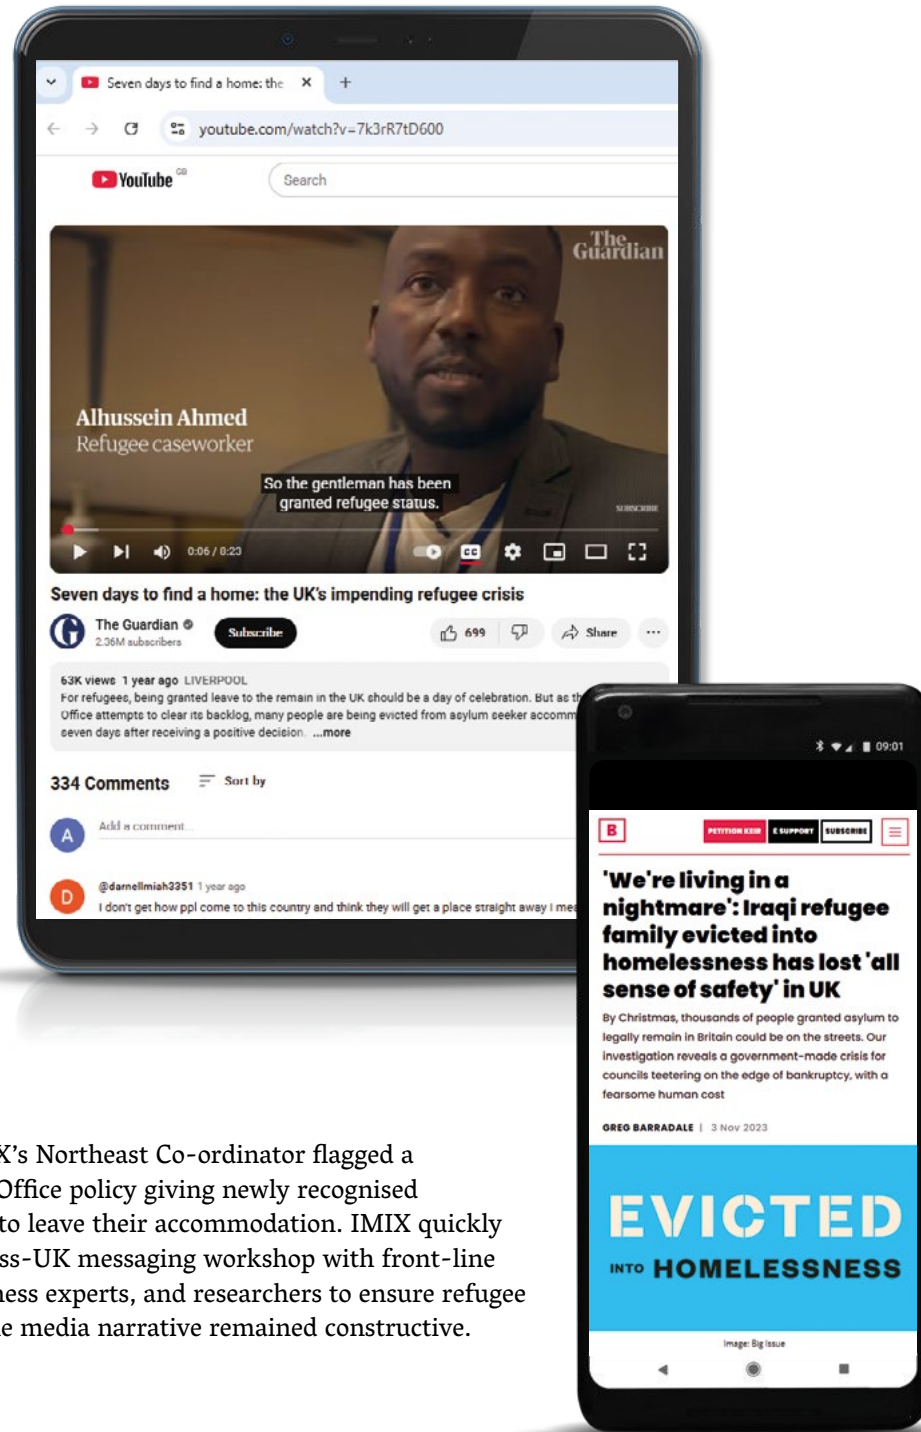 Seven days to find a home: the
youtube.com/watch?v=7k3rR7tD600
YouTube GB
Search
The Guardian
Alhussein Ahmed
Refugee caseworker
So the gentleman has been
granted refugee status.
SUBSCRIBE
0:06 / 8:23
Seven days to find a home: the UK's impending refugee crisis
The Guardian
2.36M subscribers
Subscribe
699
Share
63K views 1 year ago LIVERPOOL
For refugees, being granted leave to the remain in the UK should be a day of celebration. But as
Office attempts to clear its backlog, many people are being evicted from asylum seeker
seven days after receiving a positive decision. ...more
334 Comments Sort by
A
Add a comment...
D
@darnellmiah3351 1 year ago
I don't get how ppl come to this country and think they will get a place straight away I
09:01
B
PETITION KEIR
£ SUPPORT
SUBSCRIBE
'We're living in a
nightmare': Iraqi refugee
family evicted into
homelessness has lost 'all
sense of safety' in UK
By Christmas, thousands of people granted asylum to
legally remain in Britain could be on the streets. Our
investigation reveals a government-made crisis for
councils teetering on the edge of bankruptcy, with a
fearsome human cost
GREG BARRADALE | 3 Nov 2023
EVICTED
INTO HOMELESSNESS
Image: Big Issue
X's Northeast Co-ordinator flagged a
Office policy giving newly recognised
to leave their accommodation. IMIX quickly
ss-UK messaging workshop with front-line
ness experts, and researchers to ensure refugee
e media narrative remained constructive.